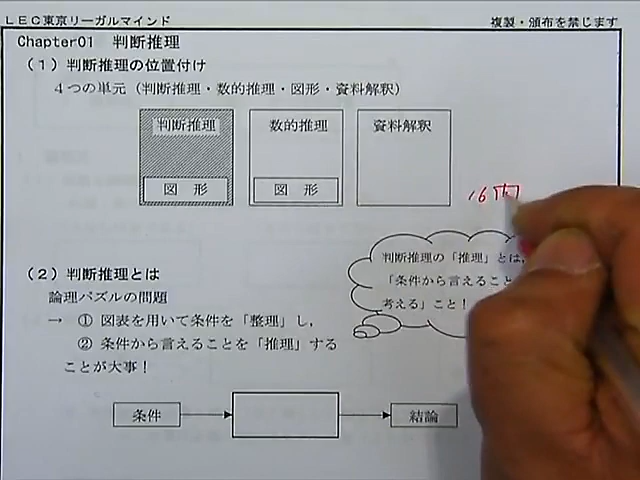 LEC東京リーガルマインド
複製・頒布を禁じます
Chapter01 判断推理
(1)判断推理の位置付け
4つの単元(判断推理・数的推理・図形・資料解釈)
判断推理 数的推理 資料解釈
図 形 図 形
16
判断推理の「推理」とは,
「条件から言えること
考える」こと!
(2)判断推理とは
論理パズルの問題
→ ① 図表を用いて条件を「整理」し,
② 条件から言えることを「推理」する
ことが大事!
条件 結論